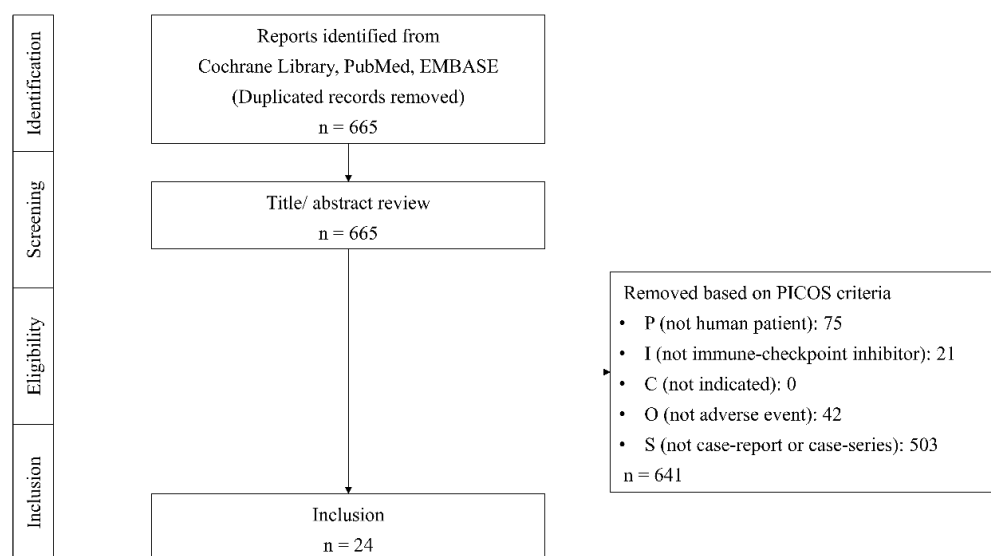 Identification
Reports identified from
Cochrane Library, PubMed, EMBASE
(Duplicated records removed)
n = 665
Screening
Title/ abstract review
n = 665
Eligibility
Removed based on PICOS criteria
• P (not human patient): 75
• I (not immune-checkpoint inhibitor): 21
• C (not indicated): 0
• O (not adverse event): 42
• S (not case-report or case-series): 503
n = 641
Inclusion
Inclusion
n = 24